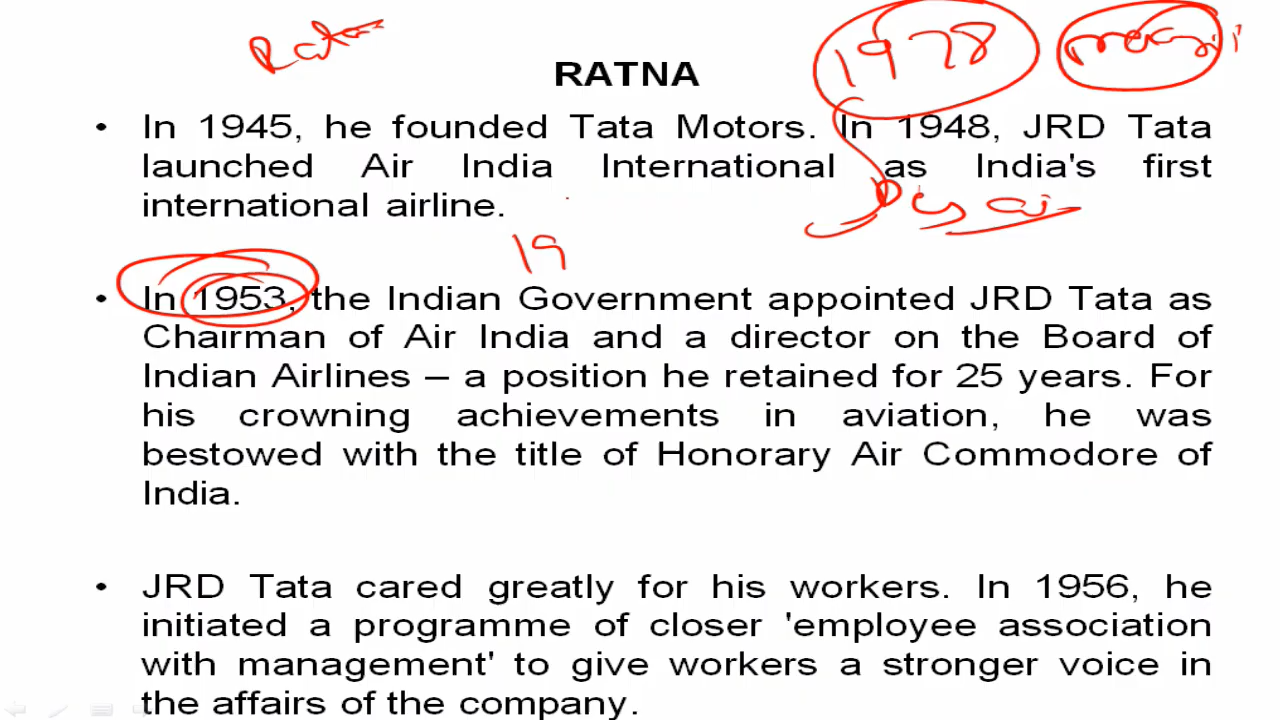 Ratan
1978
RATNA
• In 1945, he founded Tata Motors. In 1948, JRD Tata
launched Air India International as India's first
international airline.
Desai
19
• In 1953, the Indian Government appointed JRD Tata as
Chairman of Air India and a director on the Board of
Indian Airlines – a position he retained for 25 years. For
his crowning achievements in aviation, he was
bestowed with the title of Honorary Air Commodore of
India.
• JRD Tata cared greatly for his workers. In 1956, he
initiated a programme of closer 'employee association
with management' to give workers a stronger voice in
the affairs of the company.